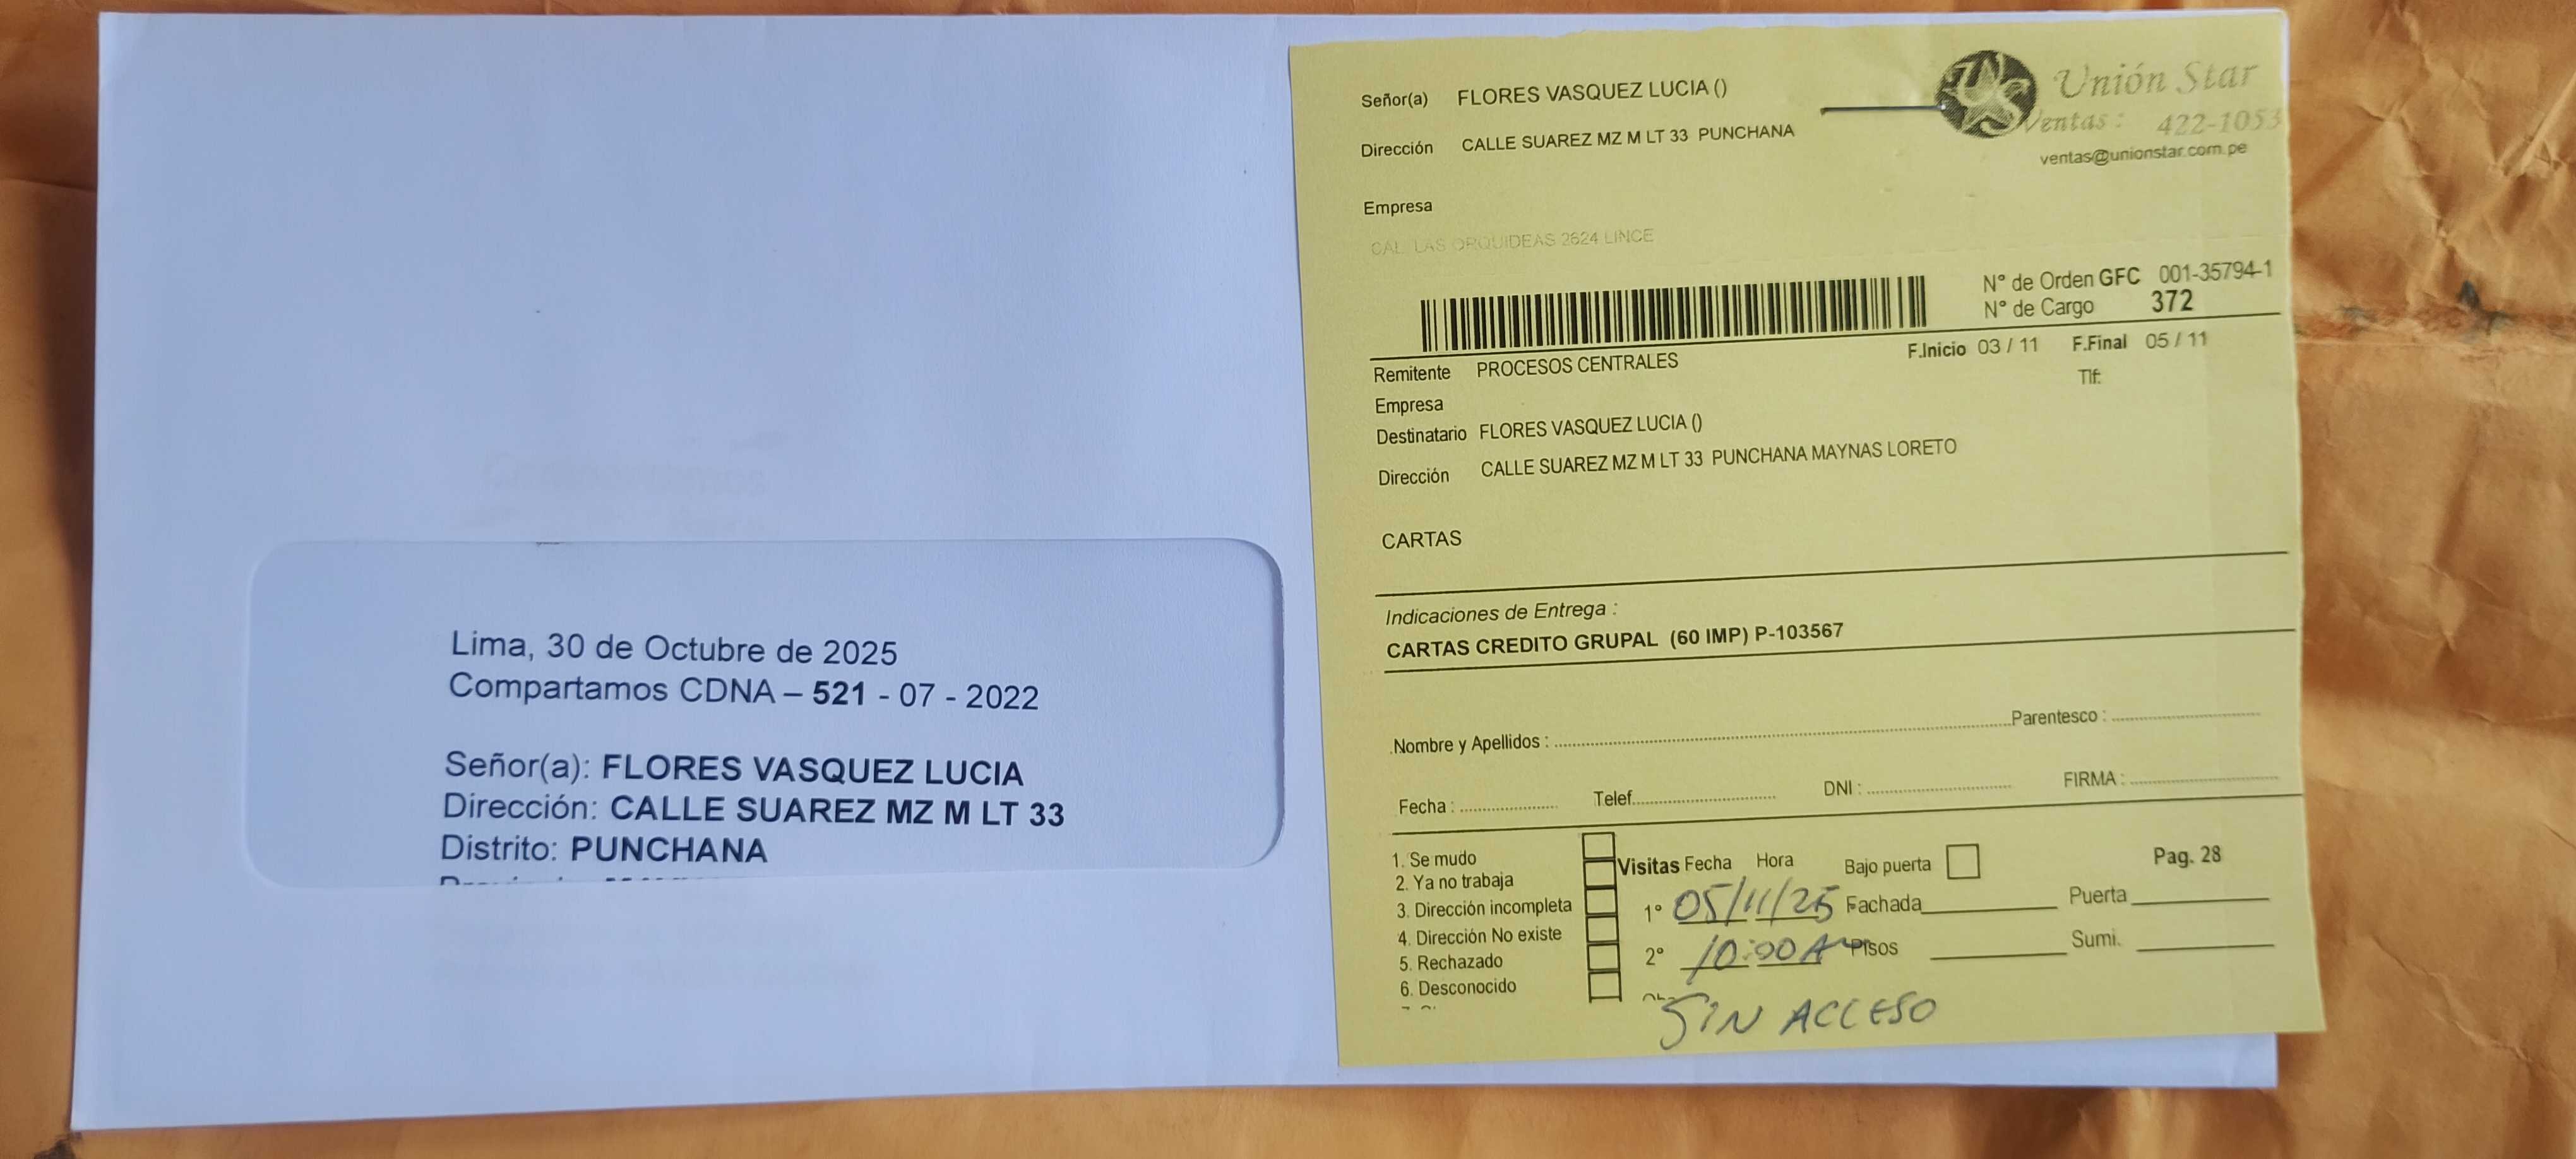 Lima, 30 de Octubre de 2025
Compartamos CDNA – 521 - 07 - 2022
Señor(a): FLORES VASQUEZ LUCIA
Dirección: CALLE SUAREZ MZ M LT 33
Distrito: PUNCHANA
Señor(a) FLORES VASQUEZ LUCIA ()
Dirección CALLE SUAREZ MZ M LT 33 PUNCHANA
Empresa
CAL. LAS ORQUIDEAS 2624 LINCE
Unión Star
Ventas : 422-1053
ventas@unionstar.com.pe
N° de Orden GFC 001-35794-1
N° de Cargo 372
F.Inicio 03 / 11 F.Final 05 / 11
Tlf:
Remitente PROCESOS CENTRALES
Empresa
Destinatario FLORES VASQUEZ LUCIA ()
Dirección CALLE SUAREZ MZ M LT 33 PUNCHANA MAYNAS LORETO
CARTAS
Indicaciones de Entrega :
CARTAS CREDITO GRUPAL (60 IMP) P-103567
Nombre y Apellidos : Parentesco :
Fecha : Telef. DNI : FIRMA :
1. Se mudo
2. Ya no trabaja
3. Dirección incompleta
4. Dirección No existe
5. Rechazado
6. Desconocido
Visitas Fecha Hora Bajo puerta Pag. 28
1° 05/11/25 Fachada Puerta
2° 10:00 A Pisos Sumi.
SIN ACCESO